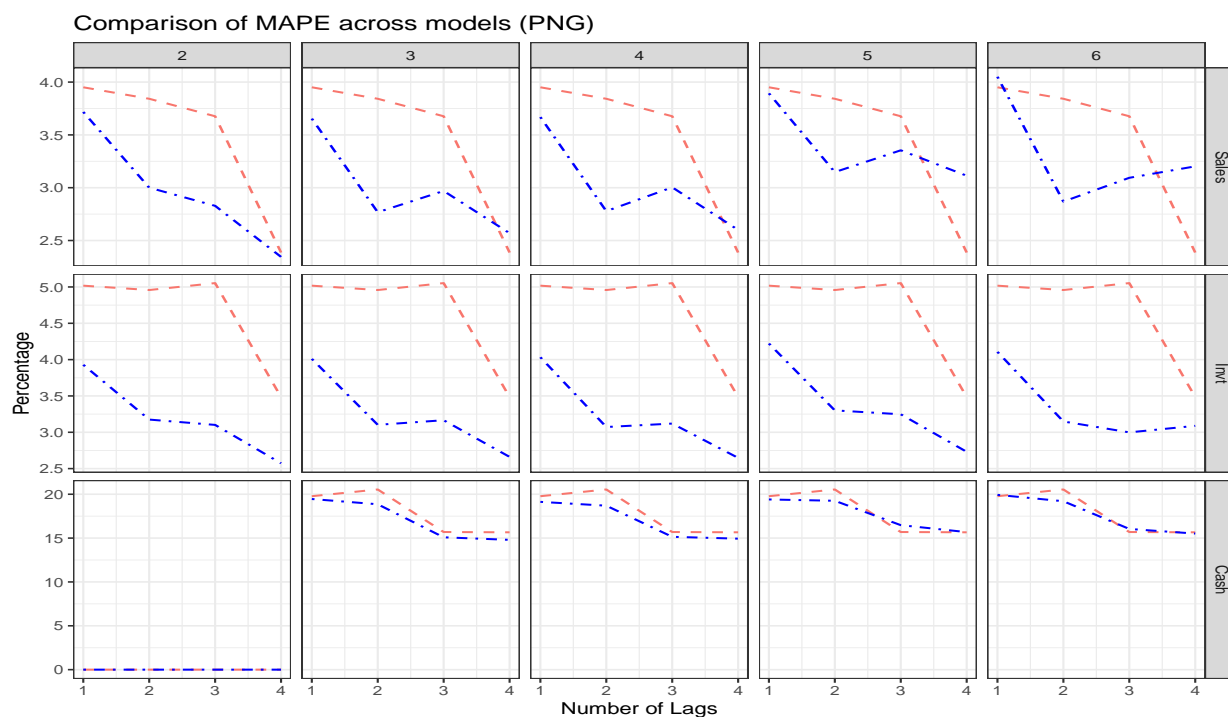 Comparison of MAPE across models (PNG)
2 3 4 5 6
4.0
3.5
3.0
2.5
Sales
5.0
4.5
4.0
3.5
3.0
2.5
Invt
20
15
10
5
0
Cash
Percentage
1 2 3 4 1 2 3 4 1 2 3 4 1 2 3 4 1 2 3 4
Number of Lags